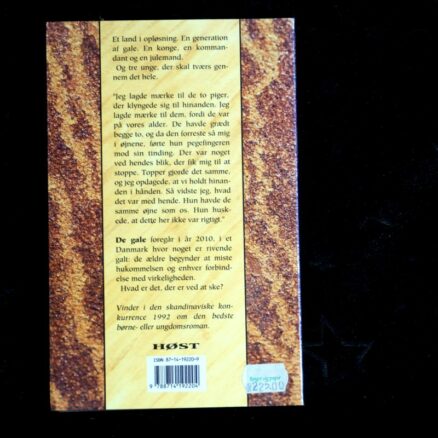 Et land i opløsning. En generation
af gale. En konge, en komman-
dant og en julemand.
Og tre unge, der skal tværs gen-
nem det hele.
"Jeg lagde mærke til de to piger,
der klyngede sig til hinanden. Jeg
lagde mærke til dem, fordi de var
på vores alder. De havde grædt
begge to, og da den forreste så mig
i øjnene, førte hun pegefingeren
mod sin tinding. Der var noget
ved hendes blik, der fik mig til at
stoppe. Topper gjorde det samme,
og jeg opdagede, at vi holdt hinan-
den i hånden. Så vidste jeg, hvad
det var med hende. Hun havde de
samme øjne som os. Hun husk-
ede, at dette her ikke var rigtigt."
De gale foregår i år 2010, i et
Danmark hvor noget er rivende
galt: de ældre begynder at miste
hukommelsen og enhver forbind-
else med virkeligheden.
Hvad er det, der er ved at ske?
Vinder i den skandinaviske kon-
kurrence 1992 om den bedste
børne- eller ungdomsroman.
HØST
ISBN 87-14-19220-9
9 788714 192204